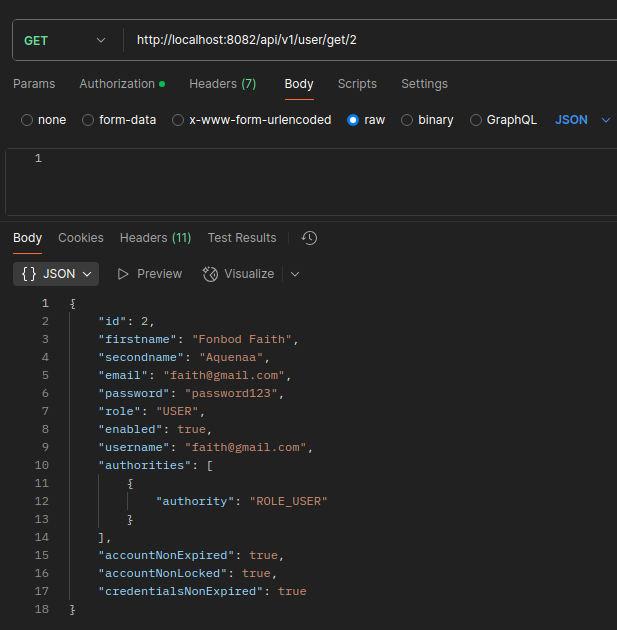 GET http://localhost:8082/api/v1/user/get/2
Params Authorization Headers (7) Body Scripts Settings
none form-data x-www-form-urlencoded raw binary GraphQL JSON
1
Body Cookies Headers (11) Test Results
{} JSON Preview Visualize
1 {
2 "id": 2,
3 "firstname": "Fonbod Faith",
4 "secondname": "Aquenaa",
5 "email": "faith@gmail.com",
6 "password": "password123",
7 "role": "USER",
8 "enabled": true,
9 "username": "faith@gmail.com",
10 "authorities": [
11 {
12 "authority": "ROLE_USER"
13 }
14 ],
15 "accountNonExpired": true,
16 "accountNonLocked": true,
17 "credentialsNonExpired": true
18 }